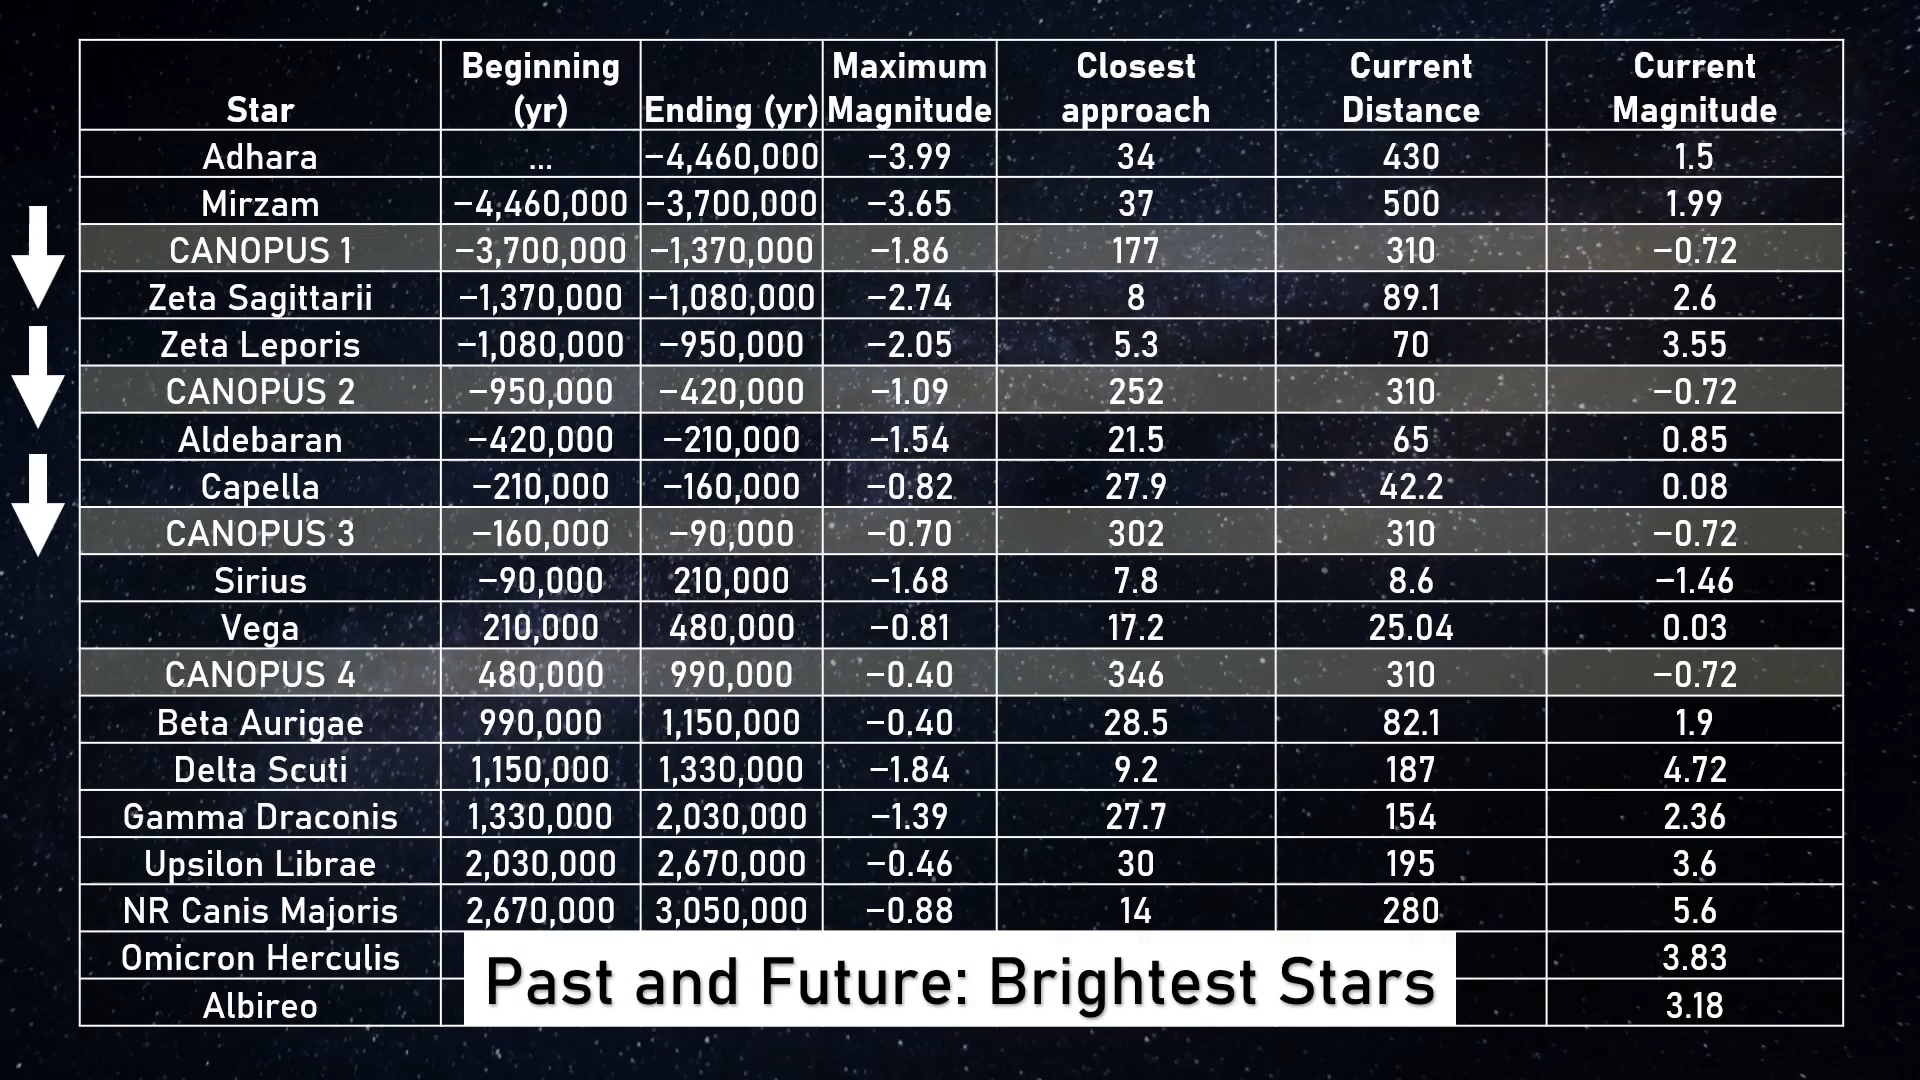 Star Beginning (yr) Ending (yr) Maximum Magnitude Closest approach Current Distance Current Magnitude
Adhara ... −4,460,000 −3.99 34 430 1.5
Mirzam −4,460,000 −3,700,000 −3.65 37 500 1.99
CANOPUS 1 −3,700,000 −1,370,000 −1.86 177 310 −0.72
Zeta Sagittarii −1,370,000 −1,080,000 −2.74 8 89.1 2.6
Zeta Leporis −1,080,000 −950,000 −2.05 5.3 70 3.55
CANOPUS 2 −950,000 −420,000 −1.09 252 310 −0.72
Aldebaran −420,000 −210,000 −1.54 21.5 65 0.85
Capella −210,000 −160,000 −0.82 27.9 42.2 0.08
CANOPUS 3 −160,000 −90,000 −0.70 302 310 −0.72
Sirius −90,000 210,000 −1.68 7.8 8.6 −1.46
Vega 210,000 480,000 −0.81 17.2 25.04 0.03
CANOPUS 4 480,000 990,000 −0.40 346 310 −0.72
Beta Aurigae 990,000 1,150,000 −0.40 28.5 82.1 1.9
Delta Scuti 1,150,000 1,330,000 −1.84 9.2 187 4.72
Gamma Draconis 1,330,000 2,030,000 −1.39 27.7 154 2.36
Upsilon Librae 2,030,000 2,670,000 −0.46 30 195 3.6
NR Canis Majoris 2,670,000 3,050,000 −0.88 14 280 5.6
Omicron Herculis 3.83
Albireo 3.18
Past and Future: Brightest Stars